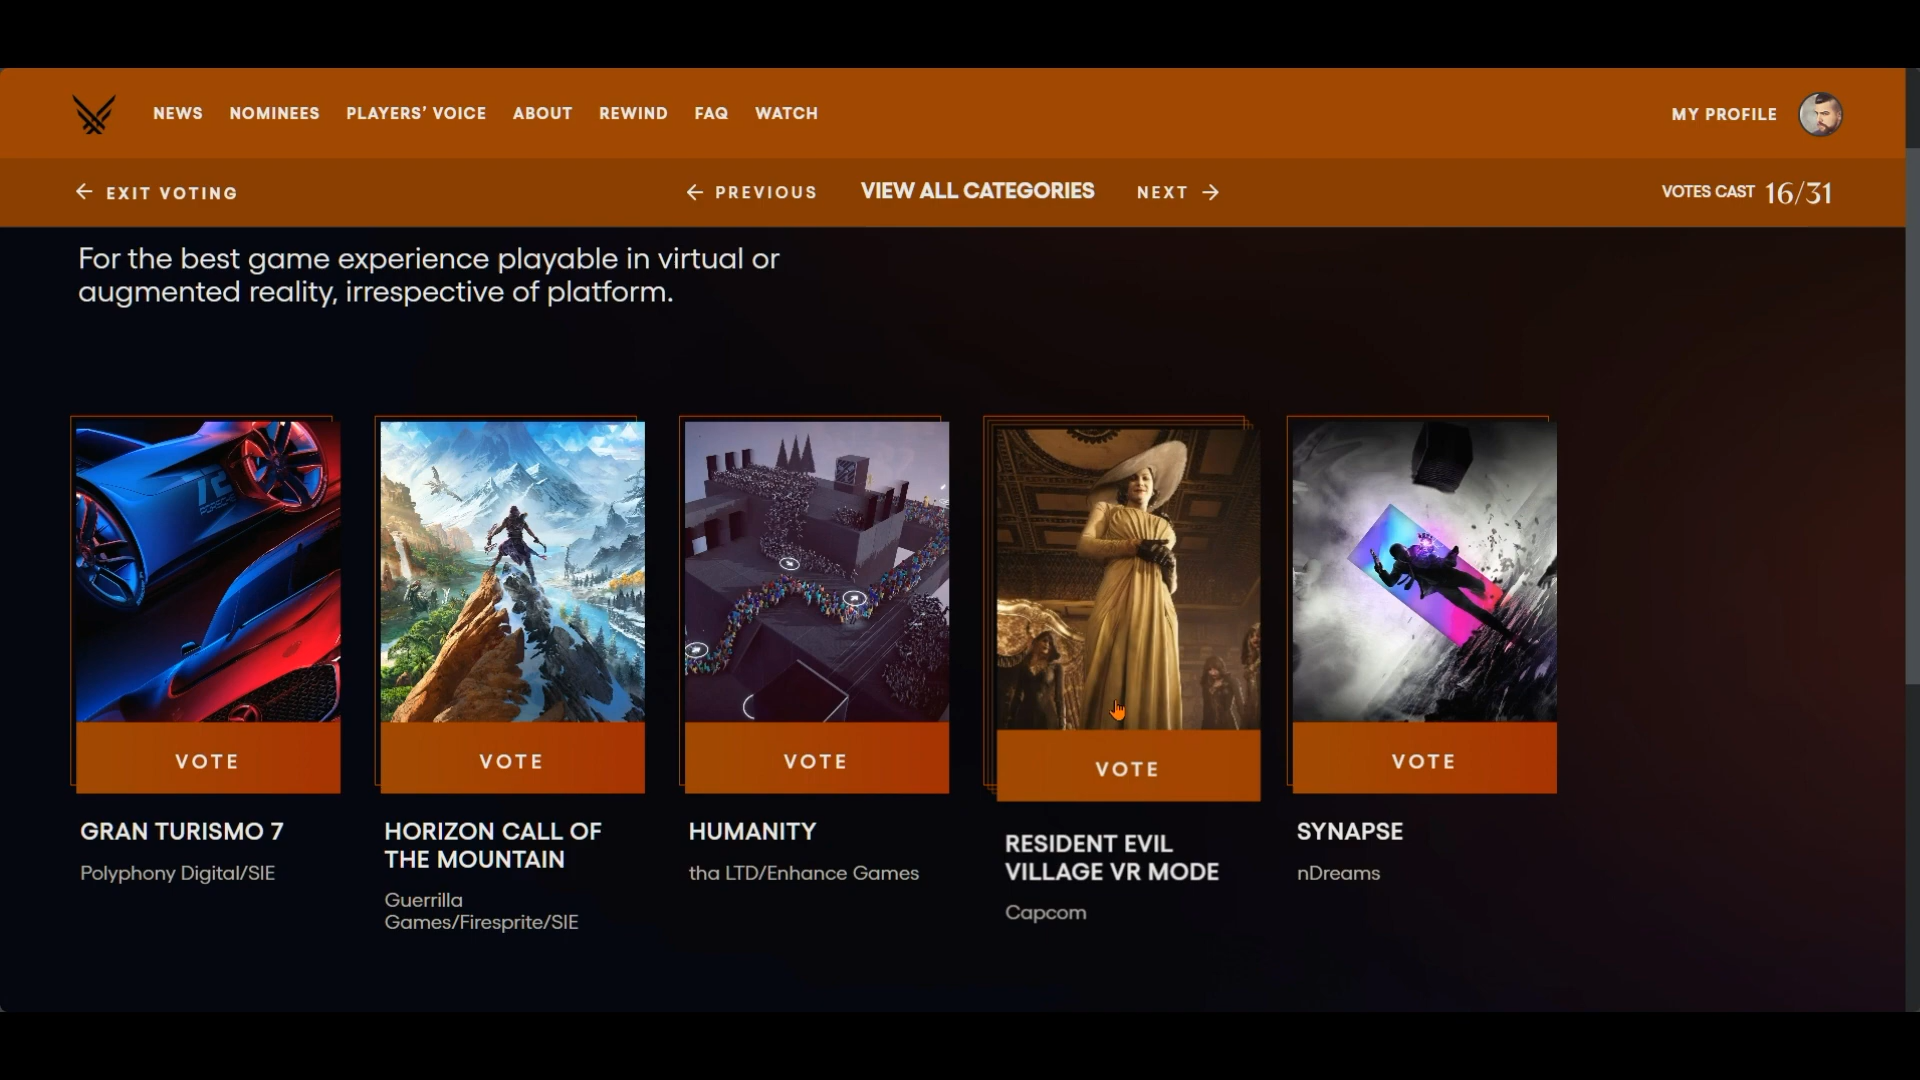 NEWS NOMINEES PLAYERS’ VOICE ABOUT REWIND FAQ WATCH MY PROFILE
← EXIT VOTING ← PREVIOUS VIEW ALL CATEGORIES NEXT → VOTES CAST 16/31
For the best game experience playable in virtual or
augmented reality, irrespective of platform.
VOTE
GRAN TURISMO 7
Polyphony Digital/SIE
VOTE
HORIZON CALL OF
THE MOUNTAIN
Guerrilla
Games/Firesprite/SIE
VOTE
HUMANITY
tha LTD/Enhance Games
VOTE
RESIDENT EVIL
VILLAGE VR MODE
Capcom
VOTE
SYNAPSE
nDreams